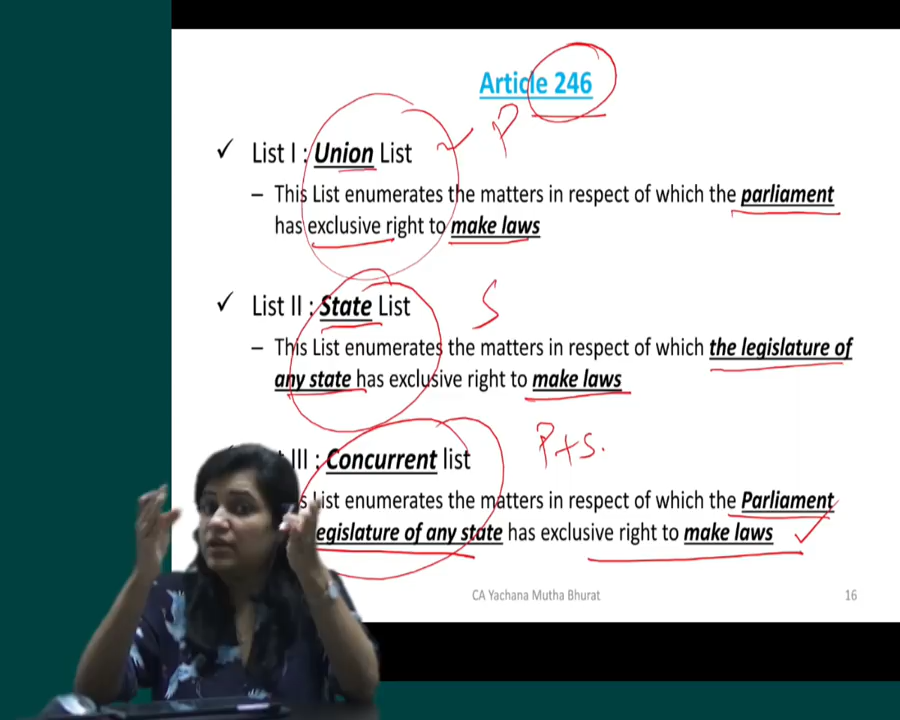 Article 246
P
✓ List I : Union List
– This List enumerates the matters in respect of which the parliament
has exclusive right to make laws
✓ List II : State List
S
– This List enumerates the matters in respect of which the legislature of
any state has exclusive right to make laws
III : Concurrent list
P+S.
List enumerates the matters in respect of which the Parliament
egislature of any state has exclusive right to make laws
CA Yachana Mutha Bhurat
16